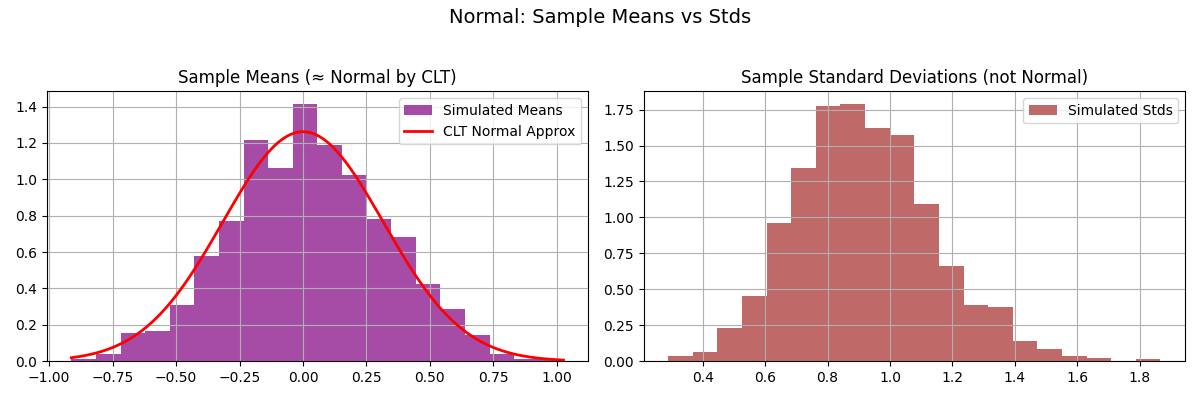 Normal: Sample Means vs Stds
Sample Means (≈ Normal by CLT)
Simulated Means
CLT Normal Approx
1.4
1.2
1.0
0.8
0.6
0.4
0.2
0.0
−1.00 −0.75 −0.50 −0.25 0.00 0.25 0.50 0.75 1.00
Sample Standard Deviations (not Normal)
Simulated Stds
1.75
1.50
1.25
1.00
0.75
0.50
0.25
0.00
0.4 0.6 0.8 1.0 1.2 1.4 1.6 1.8